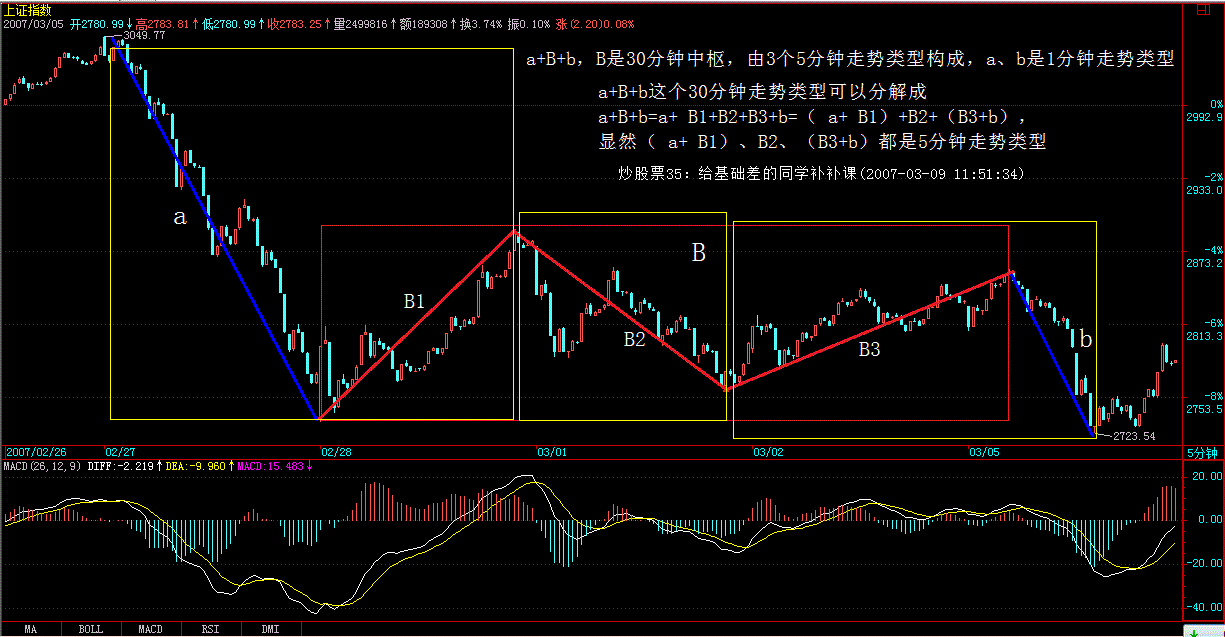 上证指数
2007/03/05 开2780.99↓高2783.81↑低2780.99↑收2783.25↑量2499816↑额189308↑换3.74% 振0.10% 涨(2.20)0.08%
3049.77
a+B+b，B是30分钟中枢，由3个5分钟走势类型构成，a、b是1分钟走势类型
a+B+b这个30分钟走势类型可以分解成
a+B+b=a+ B1+B2+B3+b=（ a+ B1）+B2+（B3+b），
显然（ a+ B1）、B2、（B3+b）都是5分钟走势类型
炒股票35：给基础差的同学补补课(2007-03-09 11:51:34)
0%
2992.9
-2%
2933.0
a
B
-4%
2873.2
B1
B2
B3
b
-6%
2813.3
-8%
2753.5
2723.54
2007/02/26 02/27 02/28 03/01 03/02 03/05 5分钟
MACD(26,12,9) DIFF:-2.219↑DEA:-9.960↑MACD:15.483↓
20.00
0.00
-20.00
-40.00
MA BOLL MACD RSI DMI